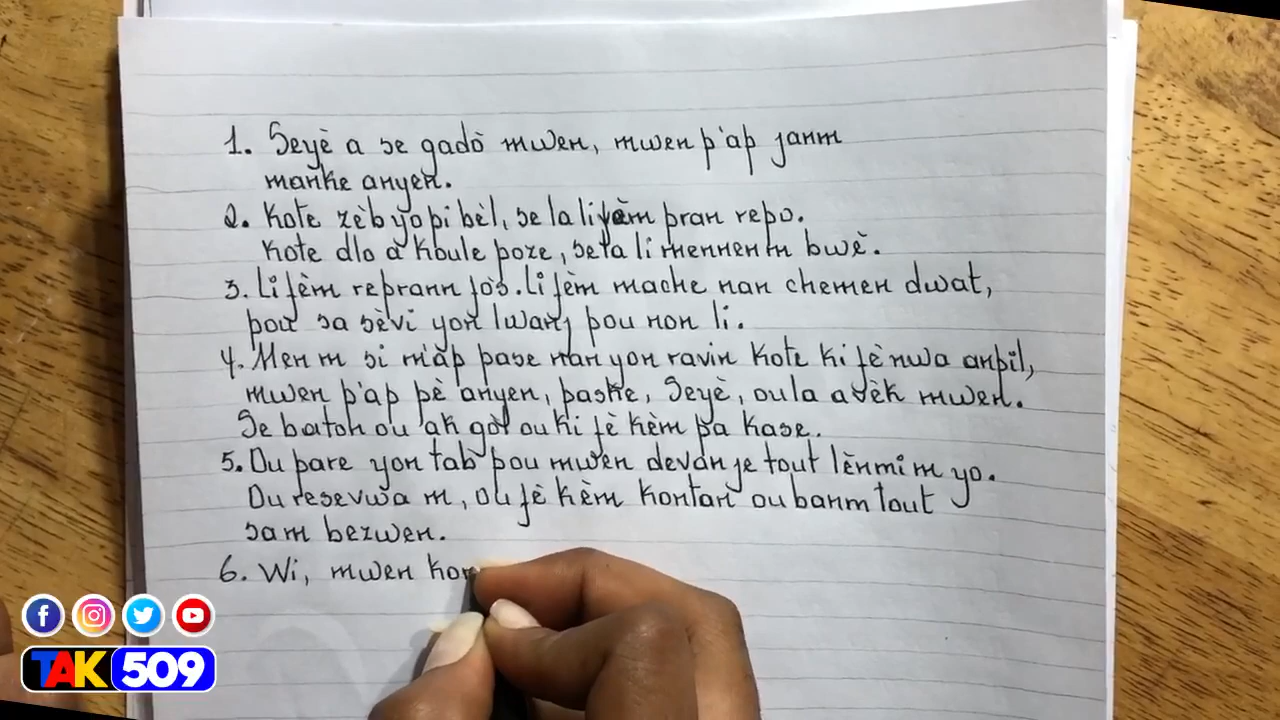 1. Seyè a se gadò mwen, mwen p'ap janm
manke anyen.
2. Kote zèb yo pi bèl, se la li fèm pran repo.
Kote dlo a koule poze, se la li mennen m bwè.
3. Li fèm reprann fòs. Li fèm mache nan chemen dwat,
pou sa sèvi yon lwanj pou non li.
4. Menm si m'ap pase nan yon ravin kote ki fè nwa anpil,
mwen p'ap pè anyen, paske, Seyè, ou la avèk mwen.
Se baton ou ak gòl ou ki fè kèm pa kase.
5. Ou pare yon tab pou mwen devan je tout lènmi m yo.
Ou resevwa m, ou fè kèm kontan ou banm tout
sa m bezwen.
6. Wi, mwen kon
TAK 509